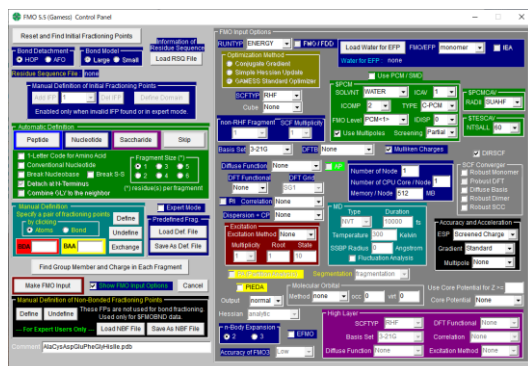 FMO 5.5 (Gamess) Control Panel
Reset and Find Initial Fractioning Points
Information of Residue Sequence
Bond Detachment
HOP AFO
Bond Model
Large Small
Load RSQ File
Residue Sequence File none
Manual Definition of Initial Fractioning Points
Add IFP 1 Del IFP Define Domain
Enabled only when invalid IFP found or in expert mode.
Automatic Definition
Peptide Nucleotide Saccharide Skip
1-Letter Code for Amino Acid
Conventional Nucleotide
Break Nucleobase Break S-S
Detach at N-Terminus
Combine GLY to the neighbor
Fragment Size (*)
1 2 3
4 5 6
(*) residue(s) per fragmennt
Manual Definition
Specify a pair of fractioning points
by clicking
Atoms Bond
BDA BAA
Define
Undefine
Exchange
Expert Mode
Predefined Frag.
Load Def. File
Save As Def. File
Find Group Member and Charge in Each Fragment
Make FMO Input Show FMO Input Options Cancel
Manual Definition of Non-Bonded Fractioning Points
Define Undefine
These FPs are not used for bond fractioning.
Used only for $FMOBND data.
--- For Expert Users Only --- Load NBF File Save As NBF File
Comment AlaCysAspGluPheGlyHisIle.pdb
FMO Input Options
RUNTYP ENERGY FMO / FDD
Load Water for EFP FMO/EFP monomer IEA
Water for EFP: none
Optimization Method
Conjugate Gradient
Simple Hessian Update
GAMESS Standard Optimizer
SCFTYP RHF
Cube None
Use PCM / SMD
$PCM
SOLVNT WATER ICAV 1
ICOMP 2 TYPE C-PCM
FMO Level PCM<1> IDISP 0
Use Multipoles Screening Partial
$PCMCAV
RADII SUAHF
$TESCAV
NTSALL 60
non-RHF Fragment SCF Multiplicity
1 1
Basis Set 3-21G DFTB None
Mulliken Charges
DIRSCF
Diffuse Function None
DFT Functional DFT Grid
None SG1
RI Correlation None
Dispersion + CP None
Number of Node 1
Number of CPU Core / Node 1
Memory / Node 512 MB
SCF Converger
Robust Monomer
Robust CT
Diffuse Basis
Robust Dimer
Robust SCC
Excitation
Excitation Method
None
Multiplicity Root State
1 1 10
MD
Type Duration
NVT 10000 fs
Temperature 300 Kelvin
SSBP Radius 0 Angstrom
Fluctuation Analysis
Accuracy and Acceleration
ESP Screened Charge
Gradient Standard
Multipole None
Segmentation fragmentation
PIEDA
Output normal
Hessian analytic
Molecular Orbital
Method none occ 0 virt 0
Use Core Potential for Z >=
Core Potential None
n-Body Expansion
2 3
EFMO
Accuracy of FMO3 Low
High Layer
SCFTYP RHF DFT Functional None
Basis Set 3-21G Correlation None
Diffuse Function None Excitation Method None